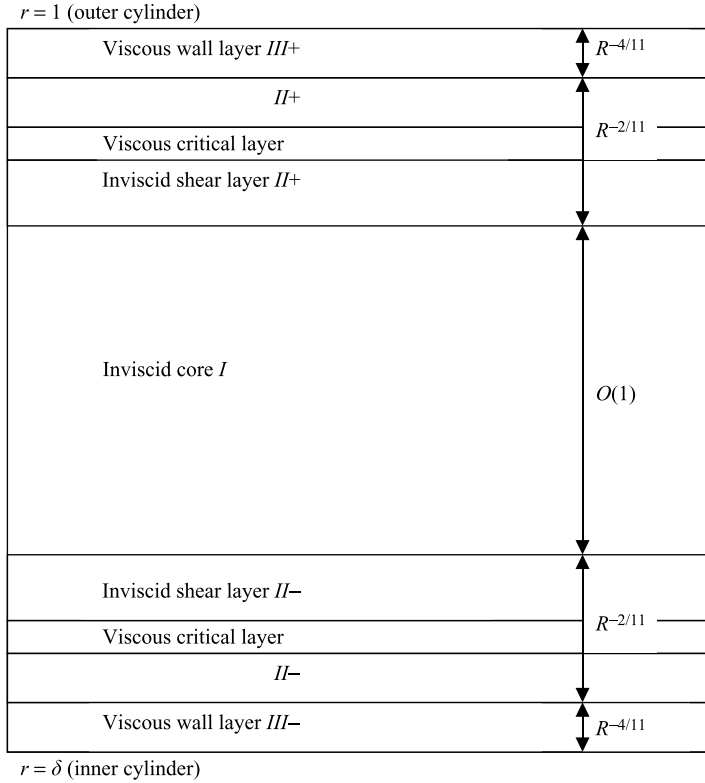 r = 1 (outer cylinder)
Viscous wall layer III+
R–4/11
II+
R–2/11
Viscous critical layer
Inviscid shear layer II+
Inviscid core I
O(1)
Inviscid shear layer II–
R–2/11
Viscous critical layer
II–
Viscous wall layer III–
R–4/11
r = δ (inner cylinder)